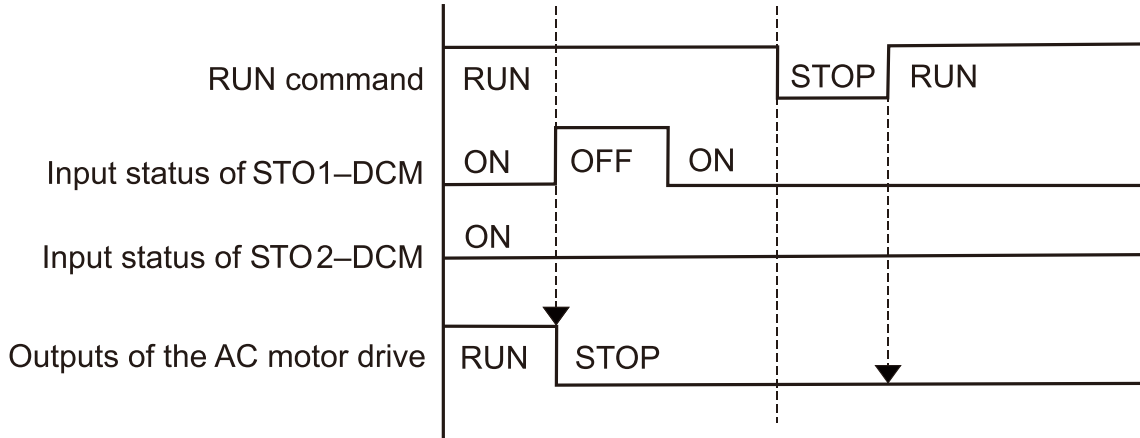 RUN command RUN STOP RUN
Input status of STO1–DCM ON OFF ON
Input status of STO2–DCM ON
Outputs of the AC motor drive RUN STOP